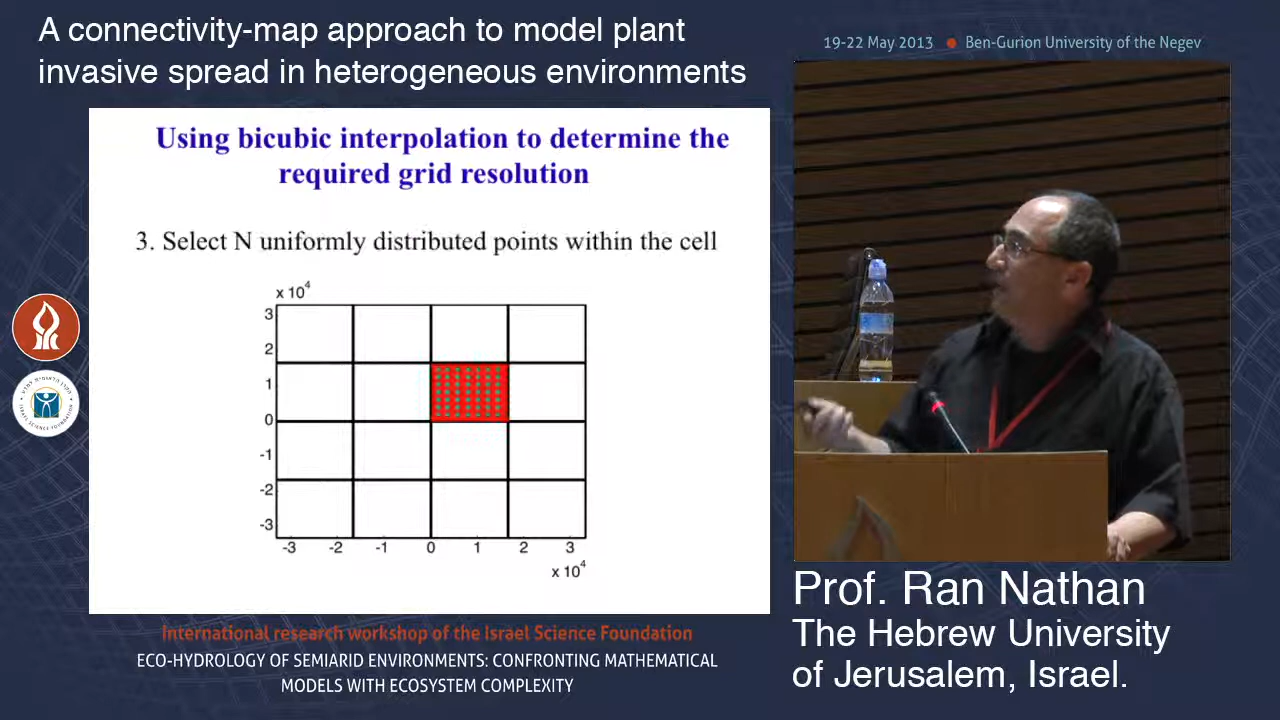 A connectivity-map approach to model plant
invasive spread in heterogeneous environments
19-22 May 2013 ● Ben-Gurion University of the Negev
Using bicubic interpolation to determine the
required grid resolution
3. Select N uniformly distributed points within the cell
x 10⁴
3
2
1
0
-1
-2
-3
-3 -2 -1 0 1 2 3
x 10⁴
International research workshop of the Israel Science Foundation
ECO-HYDROLOGY OF SEMIARID ENVIRONMENTS: CONFRONTING MATHEMATICAL
MODELS WITH ECOSYSTEM COMPLEXITY
Prof. Ran Nathan
The Hebrew University
of Jerusalem, Israel.